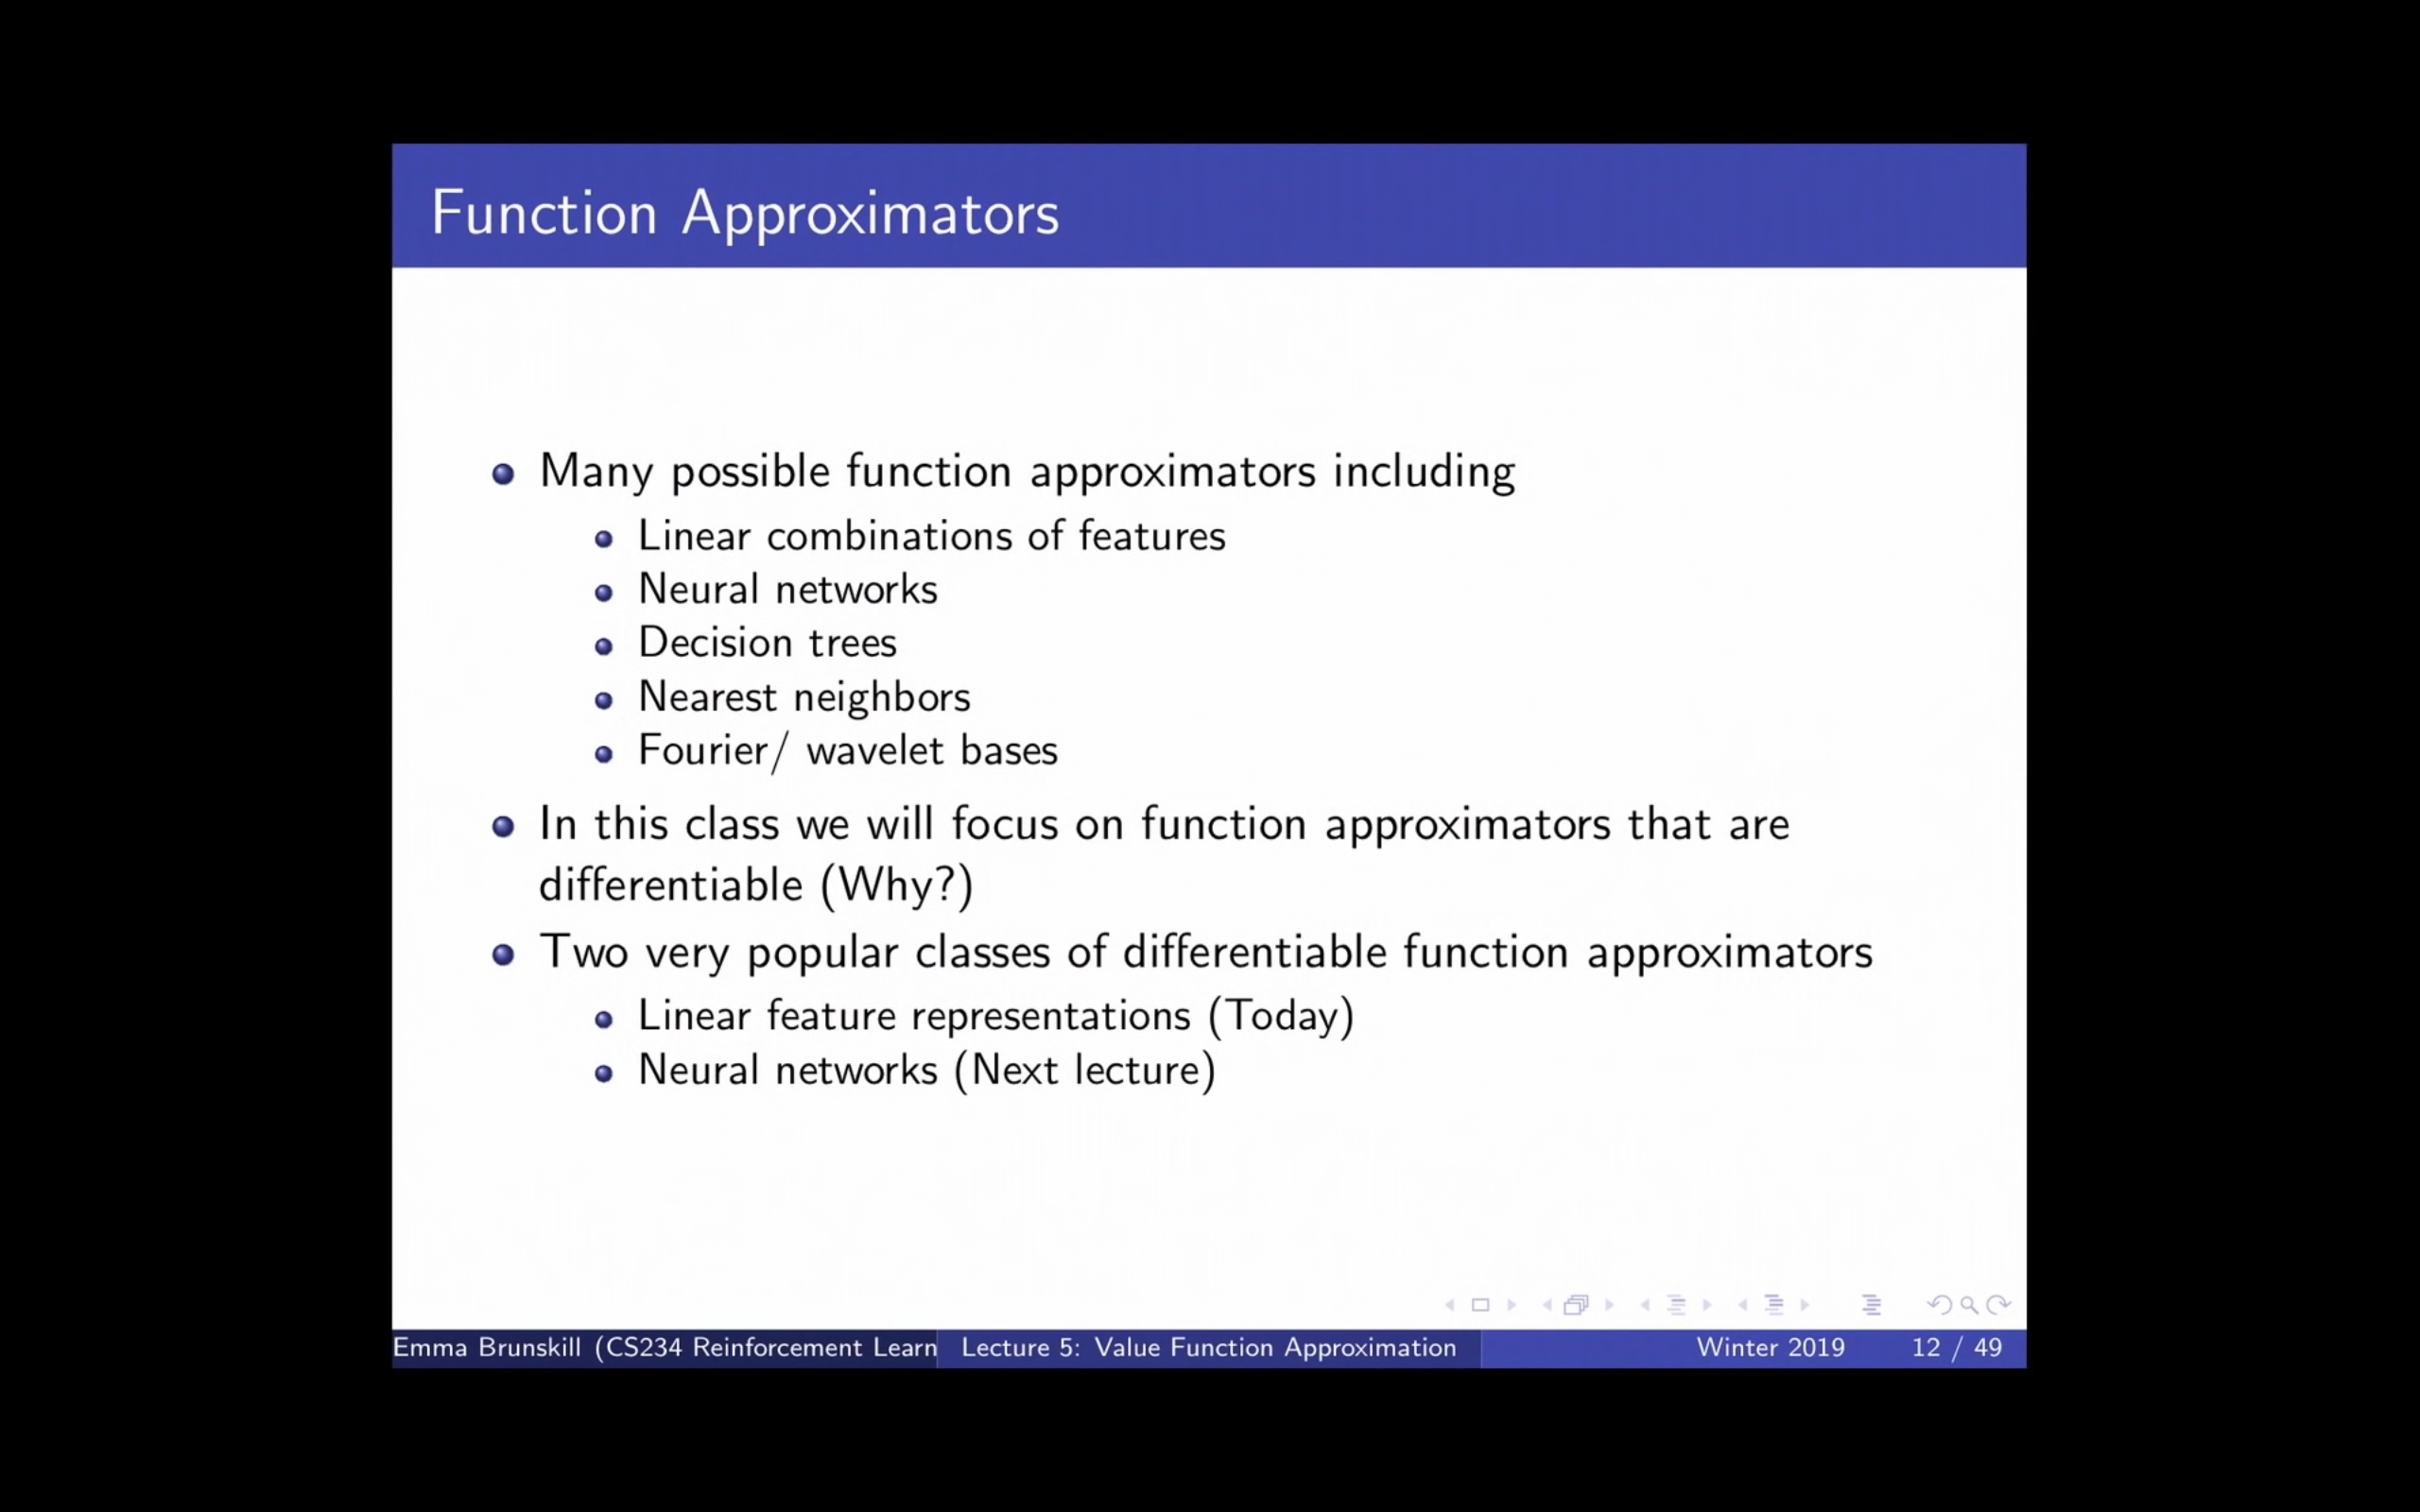 Function Approximators
Many possible function approximators including
Linear combinations of features
Neural networks
Decision trees
Nearest neighbors
Fourier/ wavelet bases
In this class we will focus on function approximators that are
differentiable (Why?)
Two very popular classes of differentiable function approximators
Linear feature representations (Today)
Neural networks (Next lecture)
Emma Brunskill (CS234 Reinforcement Learn Lecture 5: Value Function Approximation Winter 2019 12 / 49